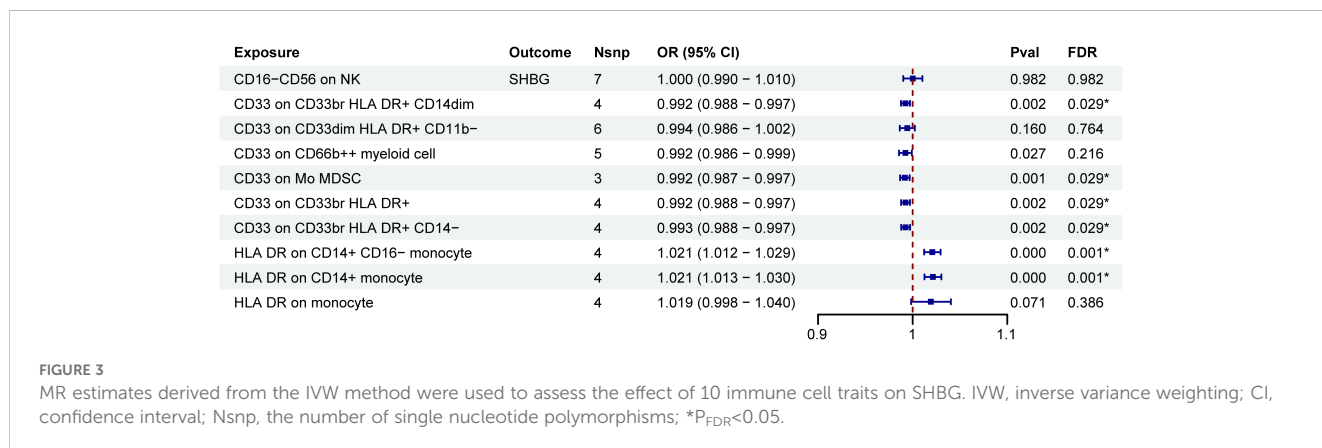 Exposure Outcome Nsnp OR (95% CI) Pval FDR
CD16−CD56 on NK SHBG 7 1.000 (0.990 − 1.010) 0.982 0.982
CD33 on CD33br HLA DR+ CD14dim 4 0.992 (0.988 − 0.997) 0.002 0.029*
CD33 on CD33dim HLA DR+ CD11b− 6 0.994 (0.986 − 1.002) 0.160 0.764
CD33 on CD66b++ myeloid cell 5 0.992 (0.986 − 0.999) 0.027 0.216
CD33 on Mo MDSC 3 0.992 (0.987 − 0.997) 0.001 0.029*
CD33 on CD33br HLA DR+ 4 0.992 (0.988 − 0.997) 0.002 0.029*
CD33 on CD33br HLA DR+ CD14− 4 0.993 (0.988 − 0.997) 0.002 0.029*
HLA DR on CD14+ CD16− monocyte 4 1.021 (1.012 − 1.029) 0.000 0.001*
HLA DR on CD14+ monocyte 4 1.021 (1.013 − 1.030) 0.000 0.001*
HLA DR on monocyte 4 1.019 (0.998 − 1.040) 0.071 0.386
0.9 1 1.1
FIGURE 3
MR estimates derived from the IVW method were used to assess the effect of 10 immune cell traits on SHBG. IVW, inverse variance weighting; CI,
confidence interval; Nsnp, the number of single nucleotide polymorphisms; *PFDR<0.05.